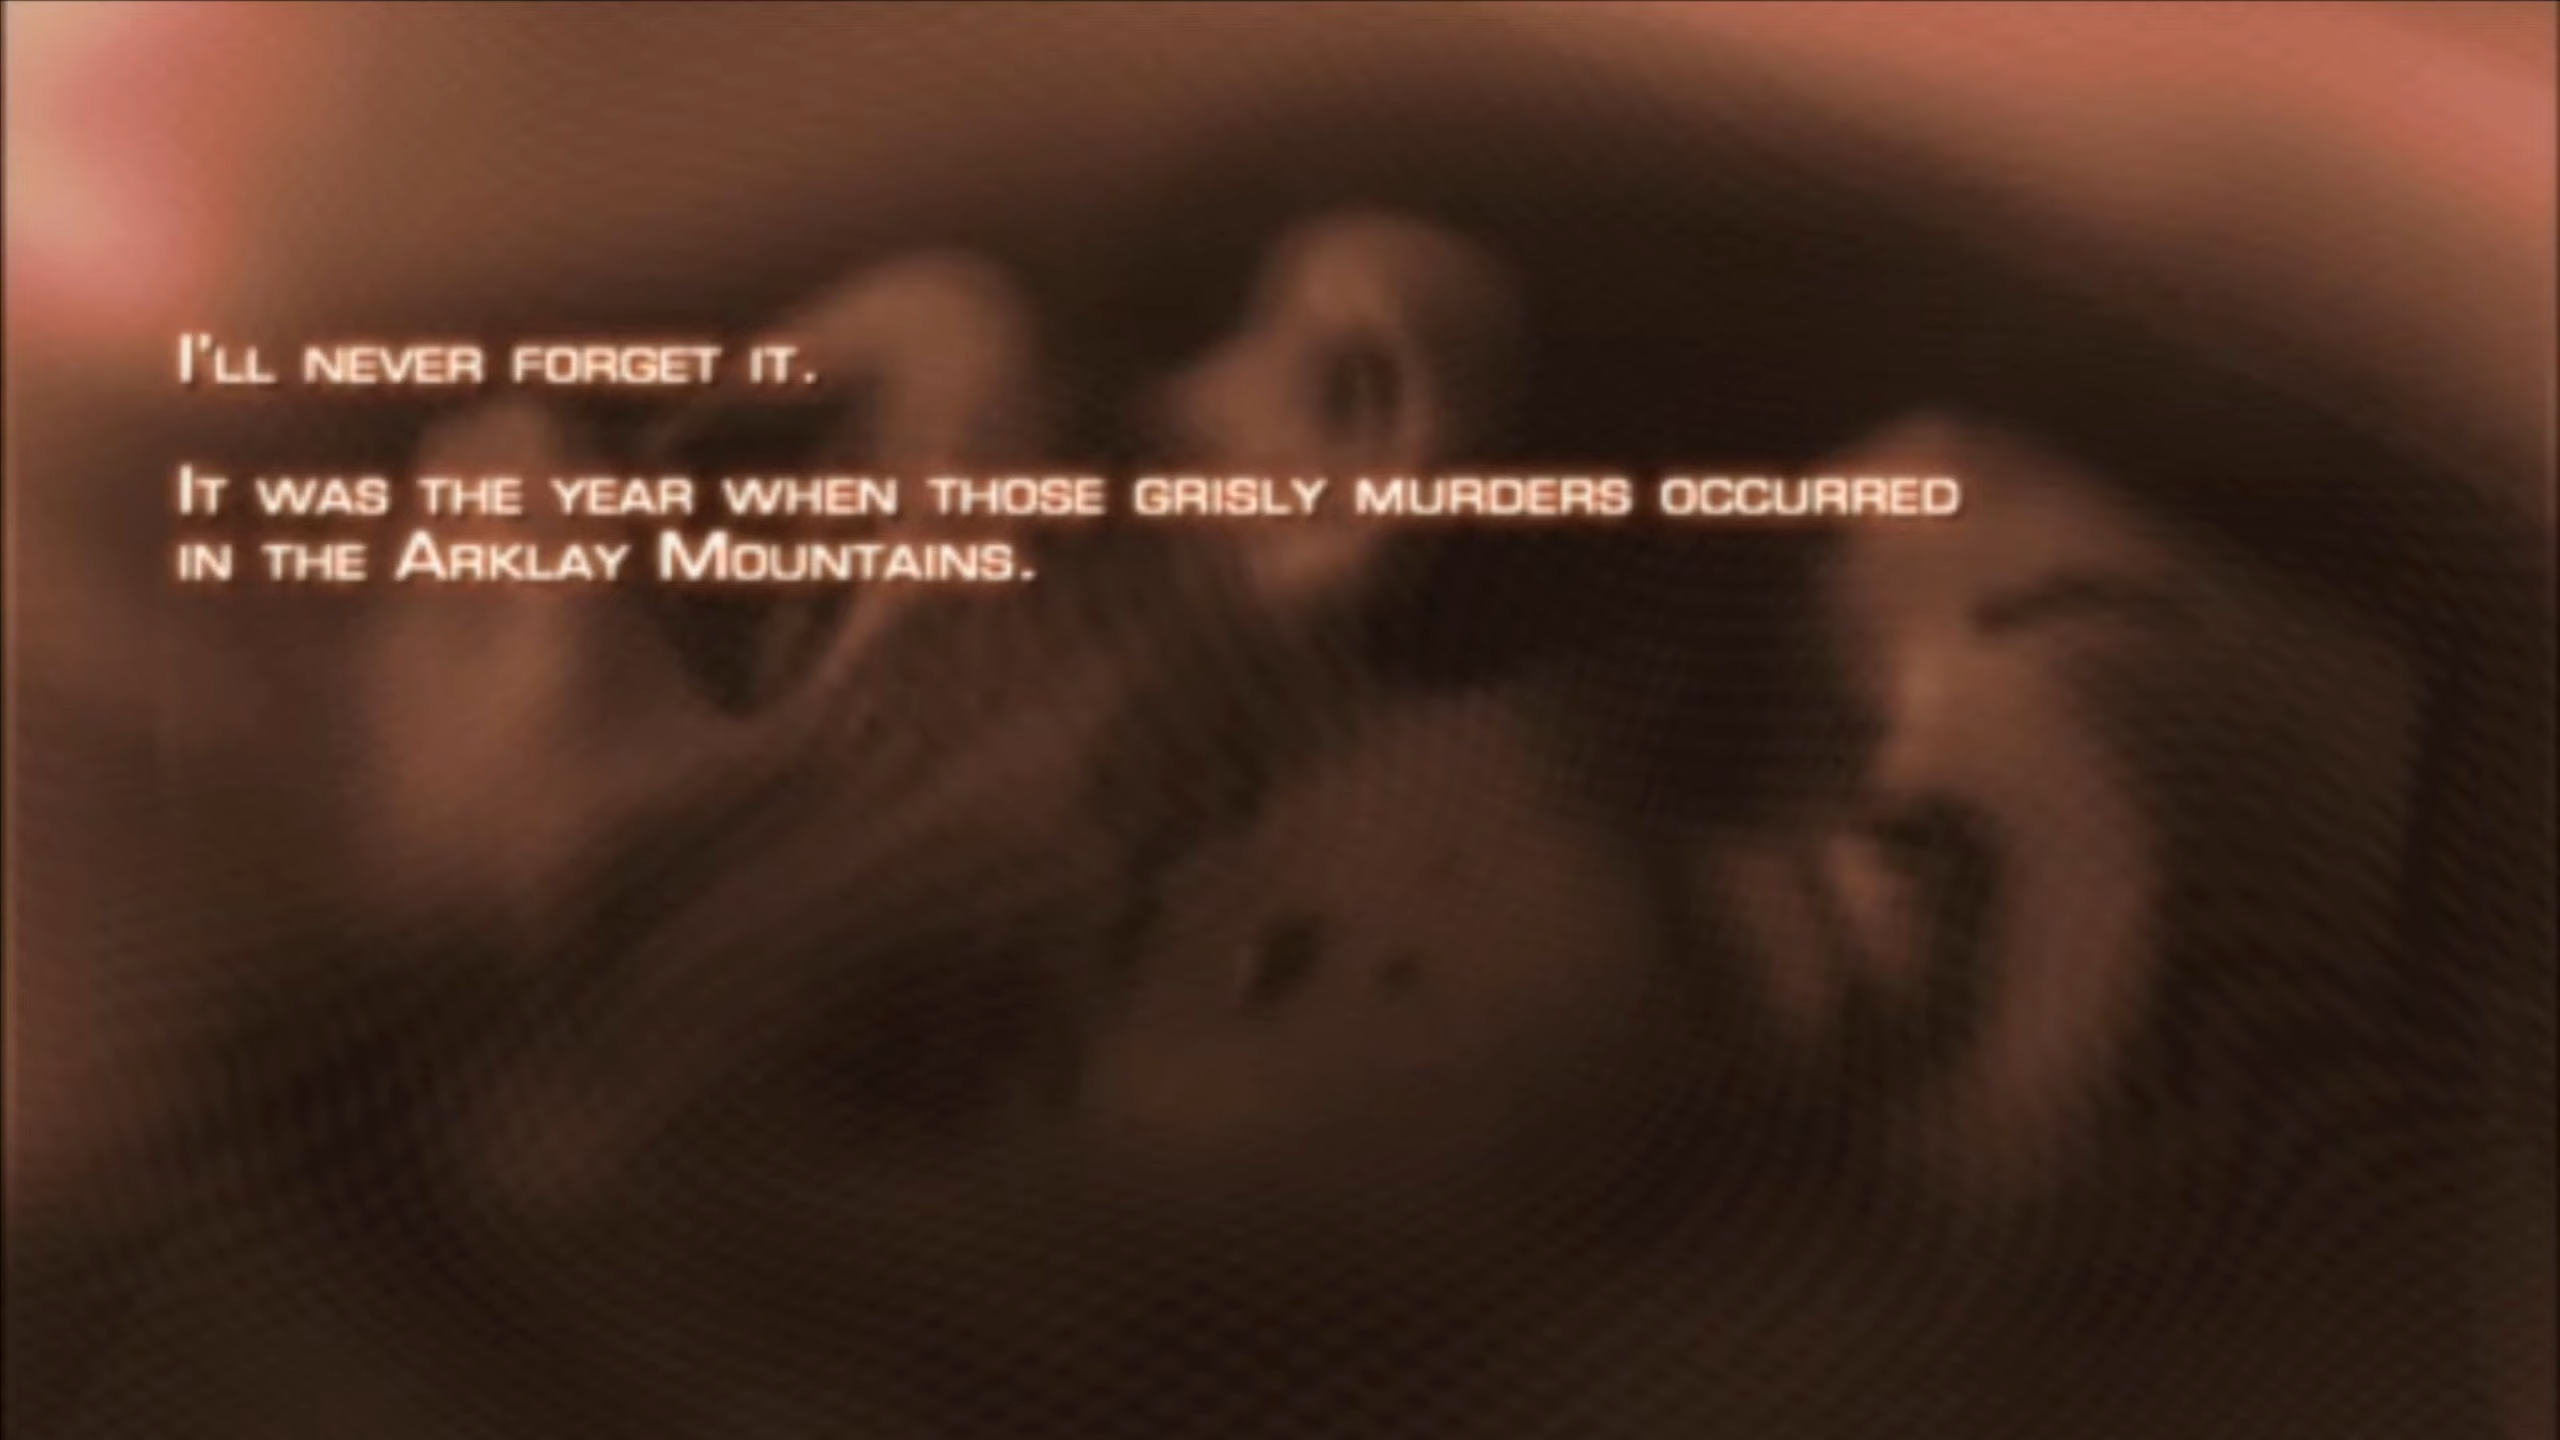 I'll never forget it.
It was the year when those grisly murders occurred
in the Arklay Mountains.